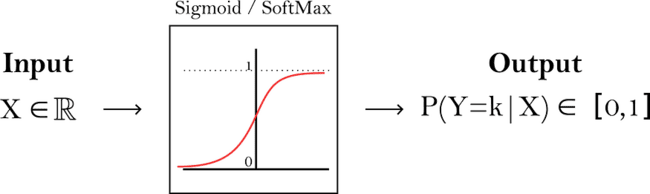 Sigmoid / SoftMax
Input
X ∈ ℝ
1
0
Output
P(Y=k|X) ∈ [0,1]